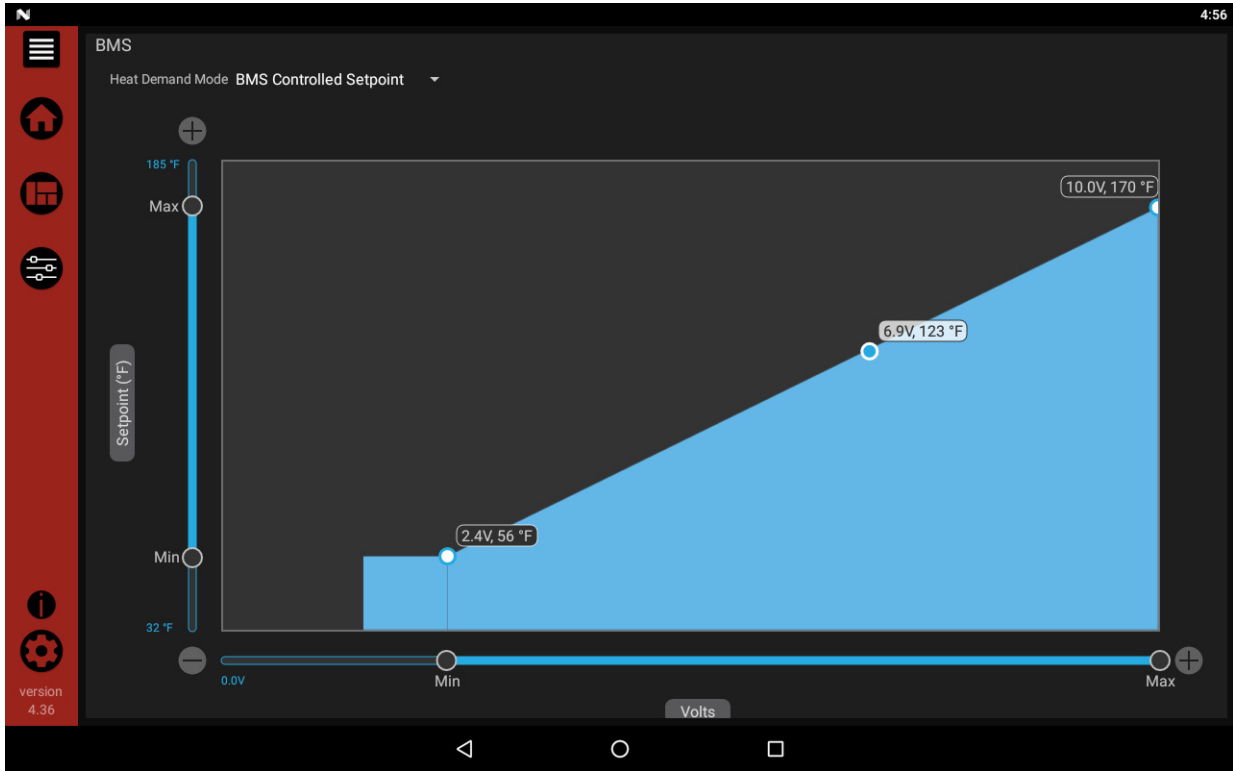 4:56
BMS
Heat Demand Mode BMS Controlled Setpoint
185 °F
Max
10.0V, 170 °F
6.9V, 123 °F
Setpoint (°F)
2.4V, 56 °F
Min
32 °F
0.0V
Min
Max
Volts
version
4.36